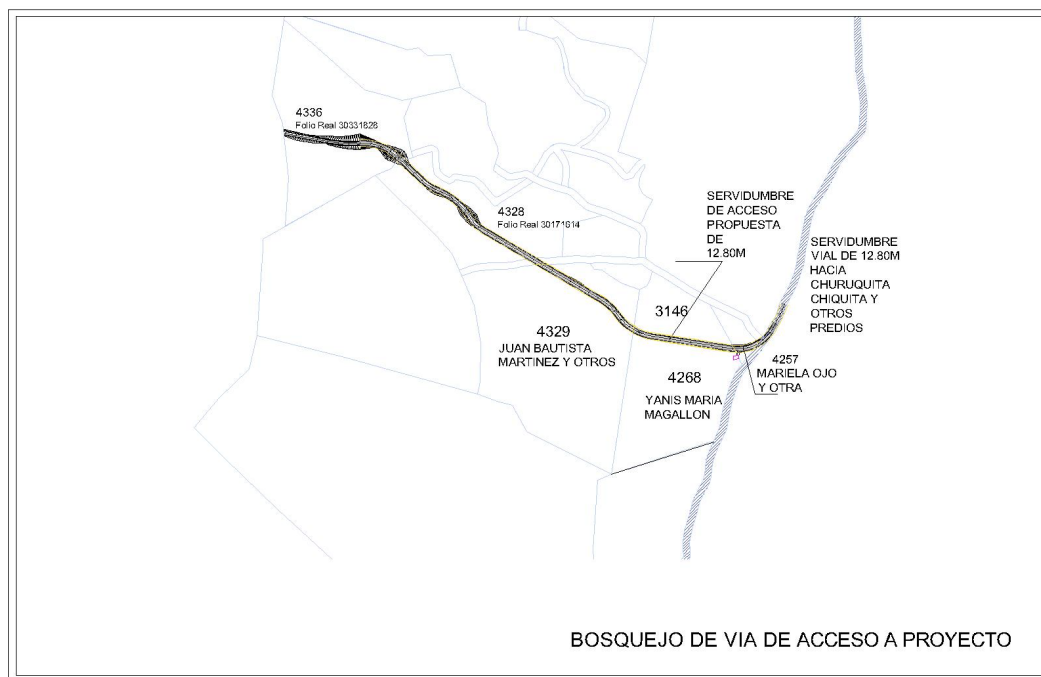 4336
Folio Real 30331828
4328
Folio Real 30171614
SERVIDUMBRE
DE ACCESO
PROPUESTA
DE
12.80M
SERVIDUMBRE
VIAL DE 12.80M
HACIA
CHURUQUITA
CHIQUITA Y
OTROS
PREDIOS
3146
4329
JUAN BAUTISTA
MARTINEZ Y OTROS
4268
YANIS MARIA
MAGALLON
4257
MARIELA OJO
Y OTRA
BOSQUEJO DE VIA DE ACCESO A PROYECTO